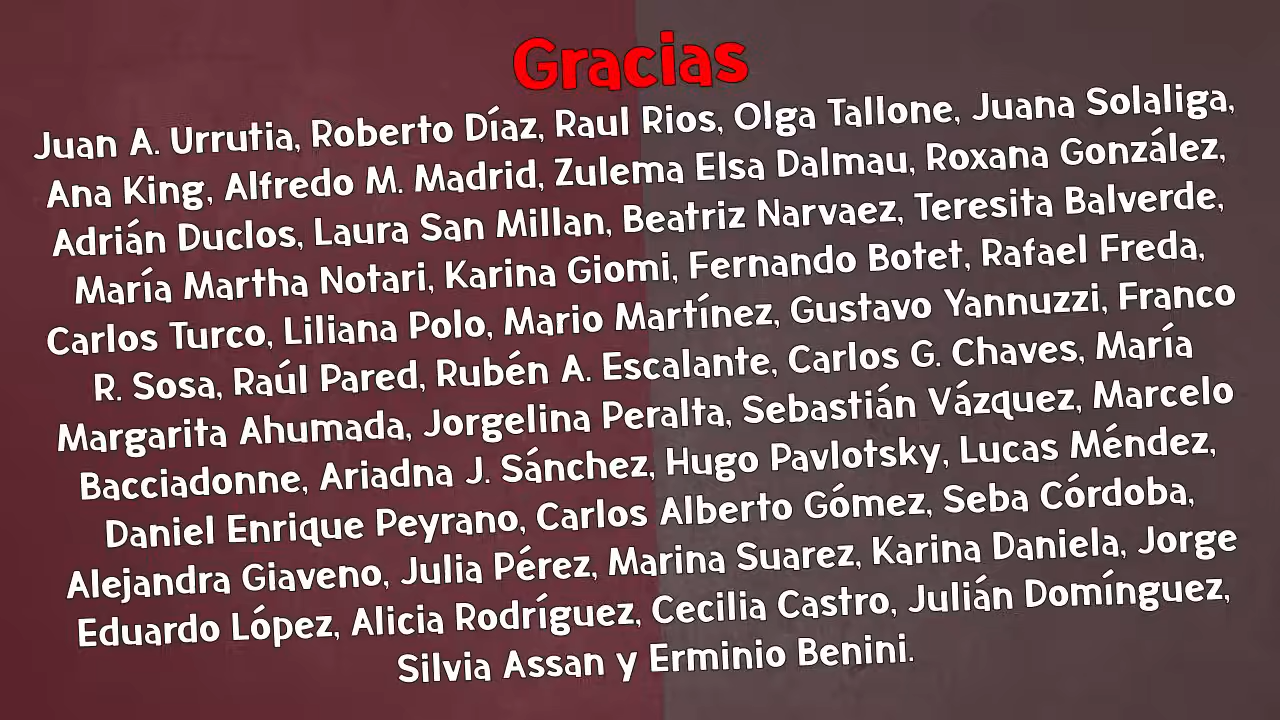 Gracias
Juan A. Urrutia, Roberto Díaz, Raul Rios, Olga Tallone, Juana Solaliga,
Ana King, Alfredo M. Madrid, Zulema Elsa Dalmau, Roxana González,
Adrián Duclos, Laura San Millan, Beatriz Narvaez, Teresita Balverde,
María Martha Notari, Karina Giomi, Fernando Botet, Rafael Freda,
Carlos Turco, Liliana Polo, Mario Martínez, Gustavo Yannuzzi, Franco
R. Sosa, Raúl Pared, Rubén A. Escalante, Carlos G. Chaves, María
Margarita Ahumada, Jorgelina Peralta, Sebastián Vázquez, Marcelo
Bacciadonne, Ariadna J. Sánchez, Hugo Pavlotsky, Lucas Méndez,
Daniel Enrique Peyrano, Carlos Alberto Gómez, Seba Córdoba,
Alejandra Giaveno, Julia Pérez, Marina Suarez, Karina Daniela, Jorge
Eduardo López, Alicia Rodríguez, Cecilia Castro, Julián Domínguez,
Silvia Assan y Erminio Benini.